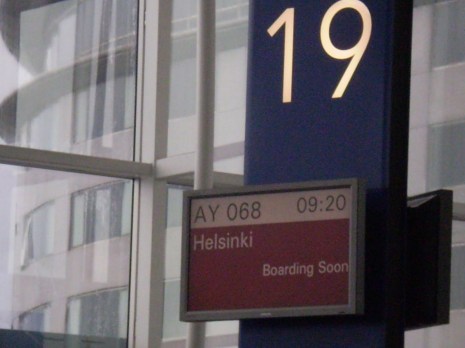 19
AY 068 09:20
Helsinki
Boarding Soon